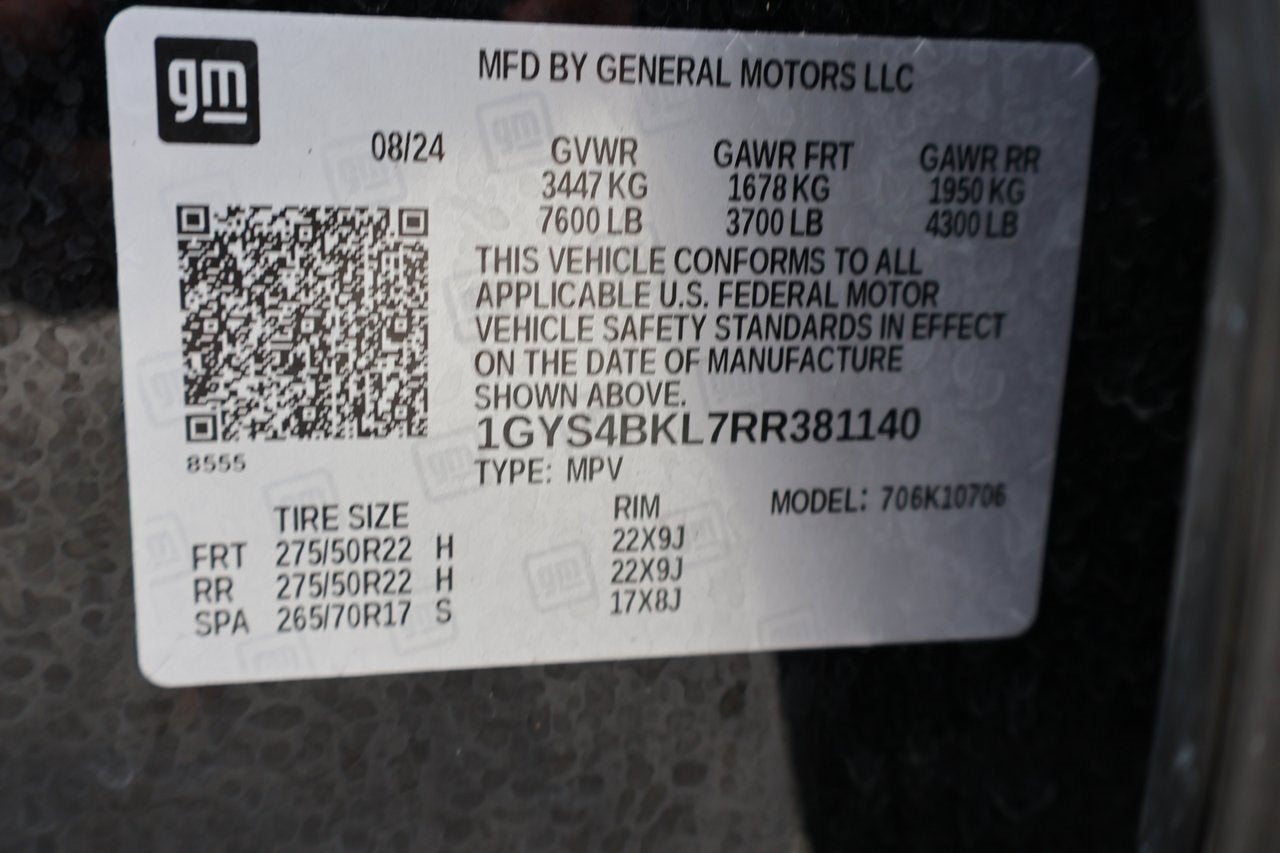 gm
MFD BY GENERAL MOTORS LLC
08/24 GVWR GAWR FRT GAWR RR
3447 KG 1678 KG 1950 KG
7600 LB 3700 LB 4300 LB
THIS VEHICLE CONFORMS TO ALL
APPLICABLE U.S. FEDERAL MOTOR
VEHICLE SAFETY STANDARDS IN EFFECT
ON THE DATE OF MANUFACTURE
SHOWN ABOVE.
1GYS4BKL7RR381140
8555
TYPE: MPV
TIRE SIZE RIM MODEL: 706K10706
FRT 275/50R22 H 22X9J
RR 275/50R22 H 22X9J
SPA 265/70R17 S 17X8J